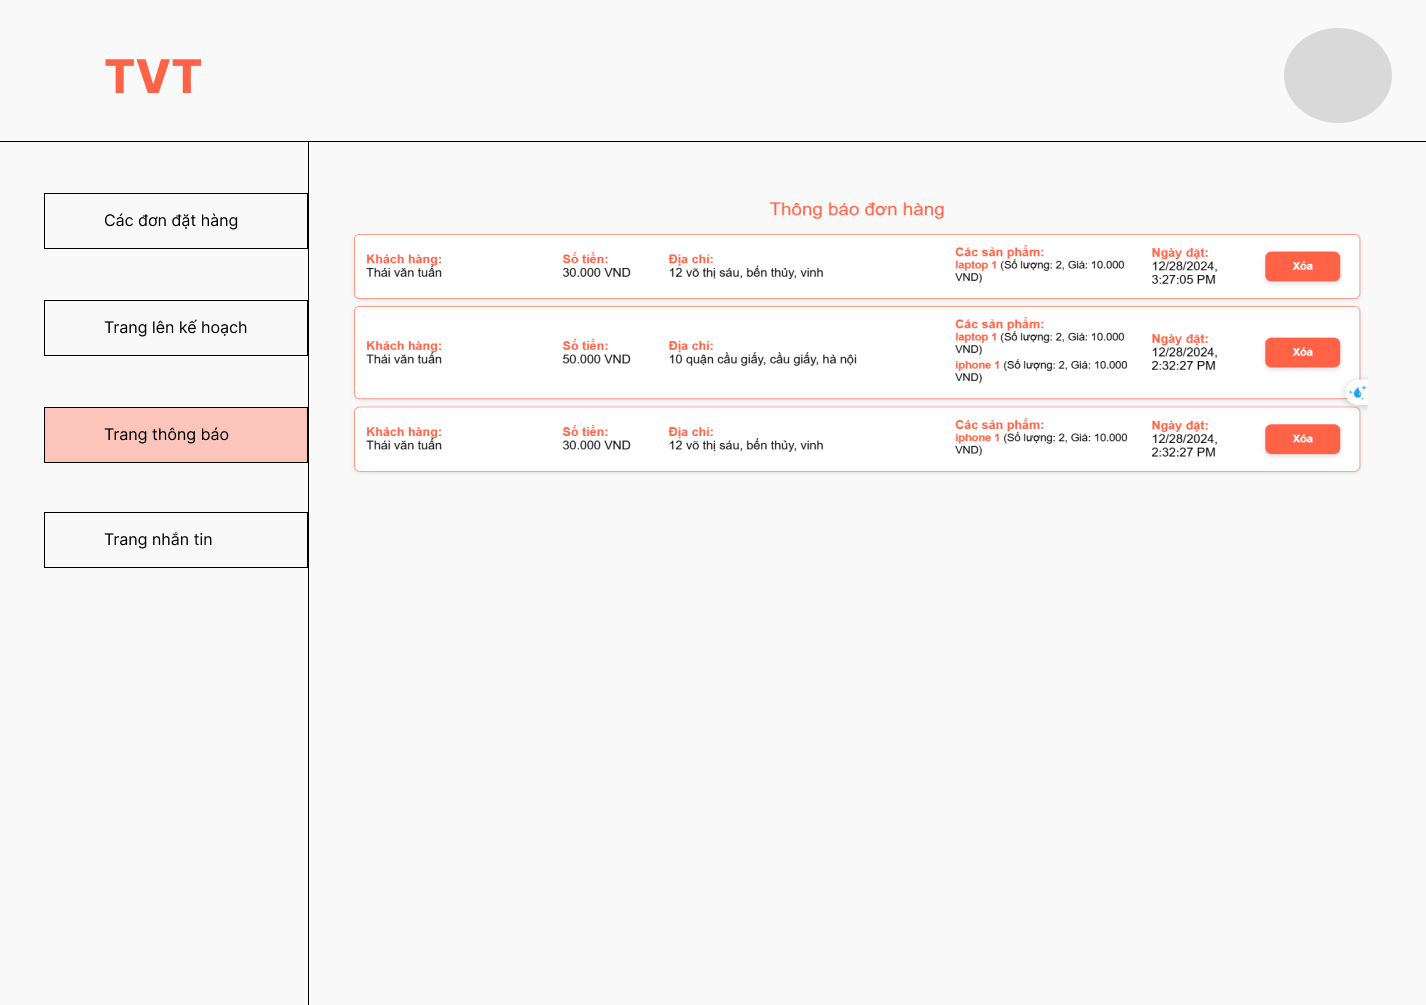 TVT
Các đơn đặt hàng
Trang lên kế hoạch
Trang thông báo
Trang nhắn tin
Thông báo đơn hàng
Khách hàng:
Thái văn tuấn
Số tiền:
30.000 VND
Địa chỉ:
12 võ thị sáu, bến thủy, vinh
Các sản phẩm:
laptop 1 (Số lượng: 2, Giá: 10.000
VND)
Ngày đặt:
12/28/2024,
3:27:05 PM
Xóa
Khách hàng:
Thái văn tuấn
Số tiền:
50.000 VND
Địa chỉ:
10 quận cầu giấy, cầu giấy, hà nội
Các sản phẩm:
laptop 1 (Số lượng: 2, Giá: 10.000
VND)
iphone 1 (Số lượng: 2, Giá: 10.000
VND)
Ngày đặt:
12/28/2024,
2:32:27 PM
Xóa
Khách hàng:
Thái văn tuấn
Số tiền:
30.000 VND
Địa chỉ:
12 võ thị sáu, bến thủy, vinh
Các sản phẩm:
iphone 1 (Số lượng: 2, Giá: 10.000
VND)
Ngày đặt:
12/28/2024,
2:32:27 PM
Xóa